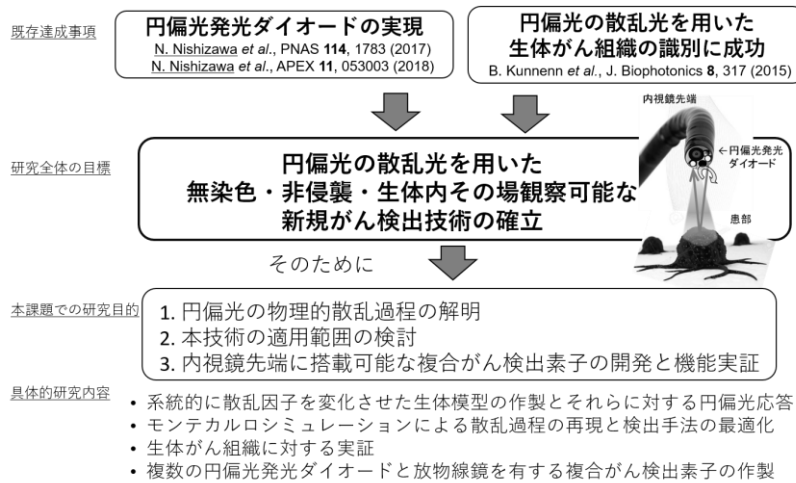 既存達成事項
円偏光発光ダイオードの実現
N. Nishizawa et al., PNAS 114, 1783 (2017)
N. Nishizawa et al., APEX 11, 053003 (2018)
円偏光の散乱光を用いた
生体がん組織の識別に成功
B. Kunnenn et al., J. Biophotonics 8, 317 (2015)
内視鏡先端
←円偏光発光
ダイオード
患部
研究全体の目標
円偏光の散乱光を用いた
無染色・非侵襲・生体内その場観察可能な
新規がん検出技術の確立
そのために
本課題での研究目的
1. 円偏光の物理的散乱過程の解明
2. 本技術の適用範囲の検討
3. 内視鏡先端に搭載可能な複合がん検出素子の開発と機能実証
具体的研究内容
• 系統的に散乱因子を変化させた生体模型の作製とそれらに対する円偏光応答
• モンテカルロシミュレーションによる散乱過程の再現と検出手法の最適化
• 生体がん組織に対する実証
• 複数の円偏光発光ダイオードと放物線鏡を有する複合がん検出素子の作製